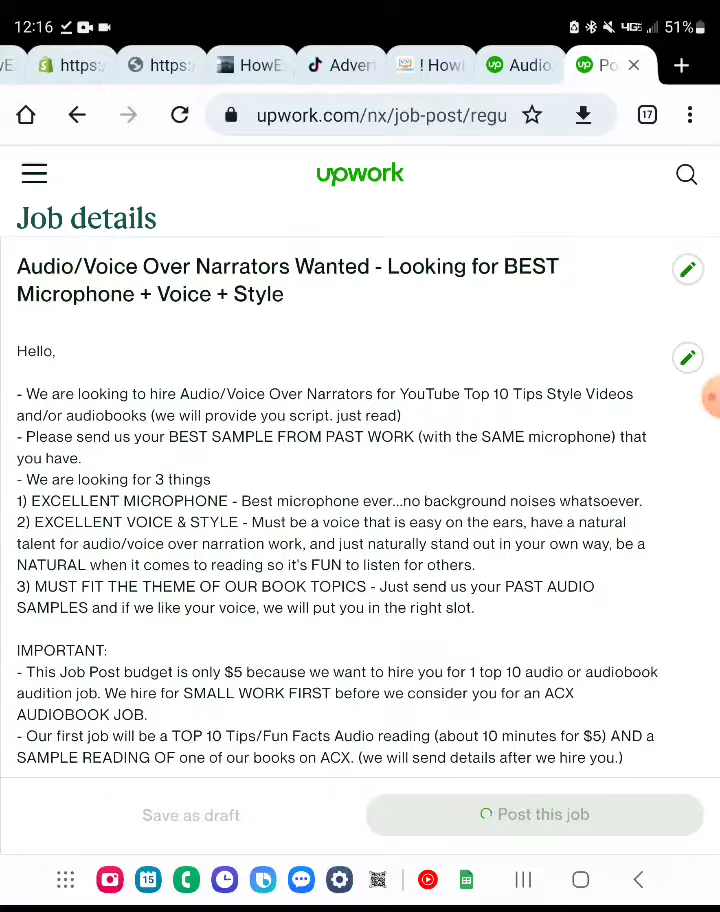 12:16
4GE 51%
E https:/ https:/ HowE Adver ! How Audio Po
upwork.com/nx/job-post/regu 17
upwork
Job details
Audio/Voice Over Narrators Wanted - Looking for BEST
Microphone + Voice + Style
Hello,
- We are looking to hire Audio/Voice Over Narrators for YouTube Top 10 Tips Style Videos
and/or audiobooks (we will provide you script. just read)
- Please send us your BEST SAMPLE FROM PAST WORK (with the SAME microphone) that
you have.
- We are looking for 3 things
1) EXCELLENT MICROPHONE - Best microphone ever...no background noises whatsoever.
2) EXCELLENT VOICE & STYLE - Must be a voice that is easy on the ears, have a natural
talent for audio/voice over narration work, and just naturally stand out in your own way, be a
NATURAL when it comes to reading so it's FUN to listen for others.
3) MUST FIT THE THEME OF OUR BOOK TOPICS - Just send us your PAST AUDIO
SAMPLES and if we like your voice, we will put you in the right slot.
IMPORTANT:
- This Job Post budget is only $5 because we want to hire you for 1 top 10 audio or audiobook
audition job. We hire for SMALL WORK FIRST before we consider you for an ACX
AUDIOBOOK JOB.
- Our first job will be a TOP 10 Tips/Fun Facts Audio reading (about 10 minutes for $5) AND a
SAMPLE READING OF one of our books on ACX. (we will send details after we hire you.)
Save as draft Post this job
15